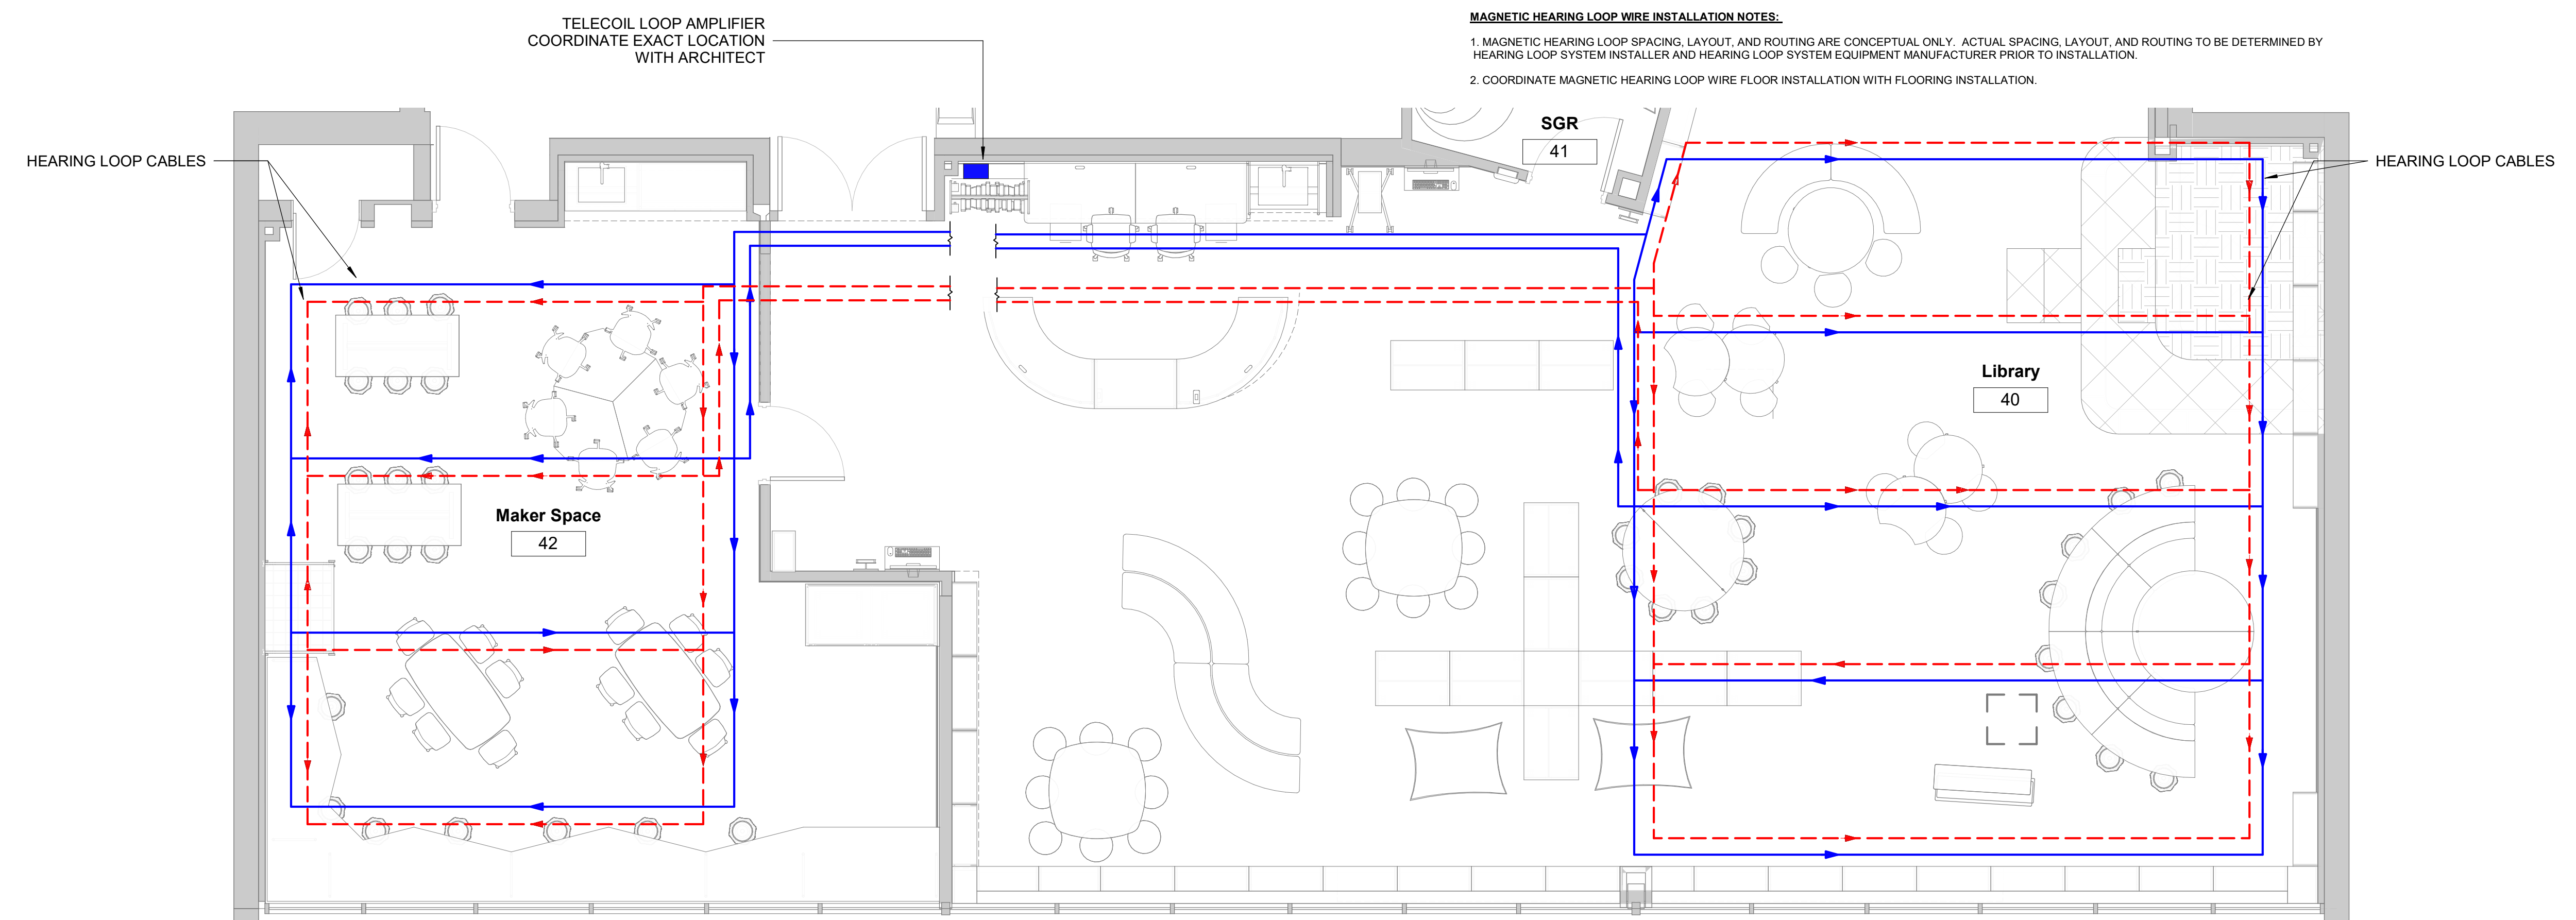 TELECOIL LOOP AMPLIFIER
COORDINATE EXACT LOCATION
WITH ARCHITECT
MAGNETIC HEARING LOOP WIRE INSTALLATION NOTES:
1. MAGNETIC HEARING LOOP SPACING, LAYOUT, AND ROUTING ARE CONCEPTUAL ONLY. ACTUAL SPACING, LAYOUT, AND ROUTING TO BE DETERMINED BY
HEARING LOOP SYSTEM INSTALLER AND HEARING LOOP SYSTEM EQUIPMENT MANUFACTURER PRIOR TO INSTALLATION.
2. COORDINATE MAGNETIC HEARING LOOP WIRE FLOOR INSTALLATION WITH FLOORING INSTALLATION.
SGR
41
HEARING LOOP CABLES
HEARING LOOP CABLES
Library
40
Maker Space
42